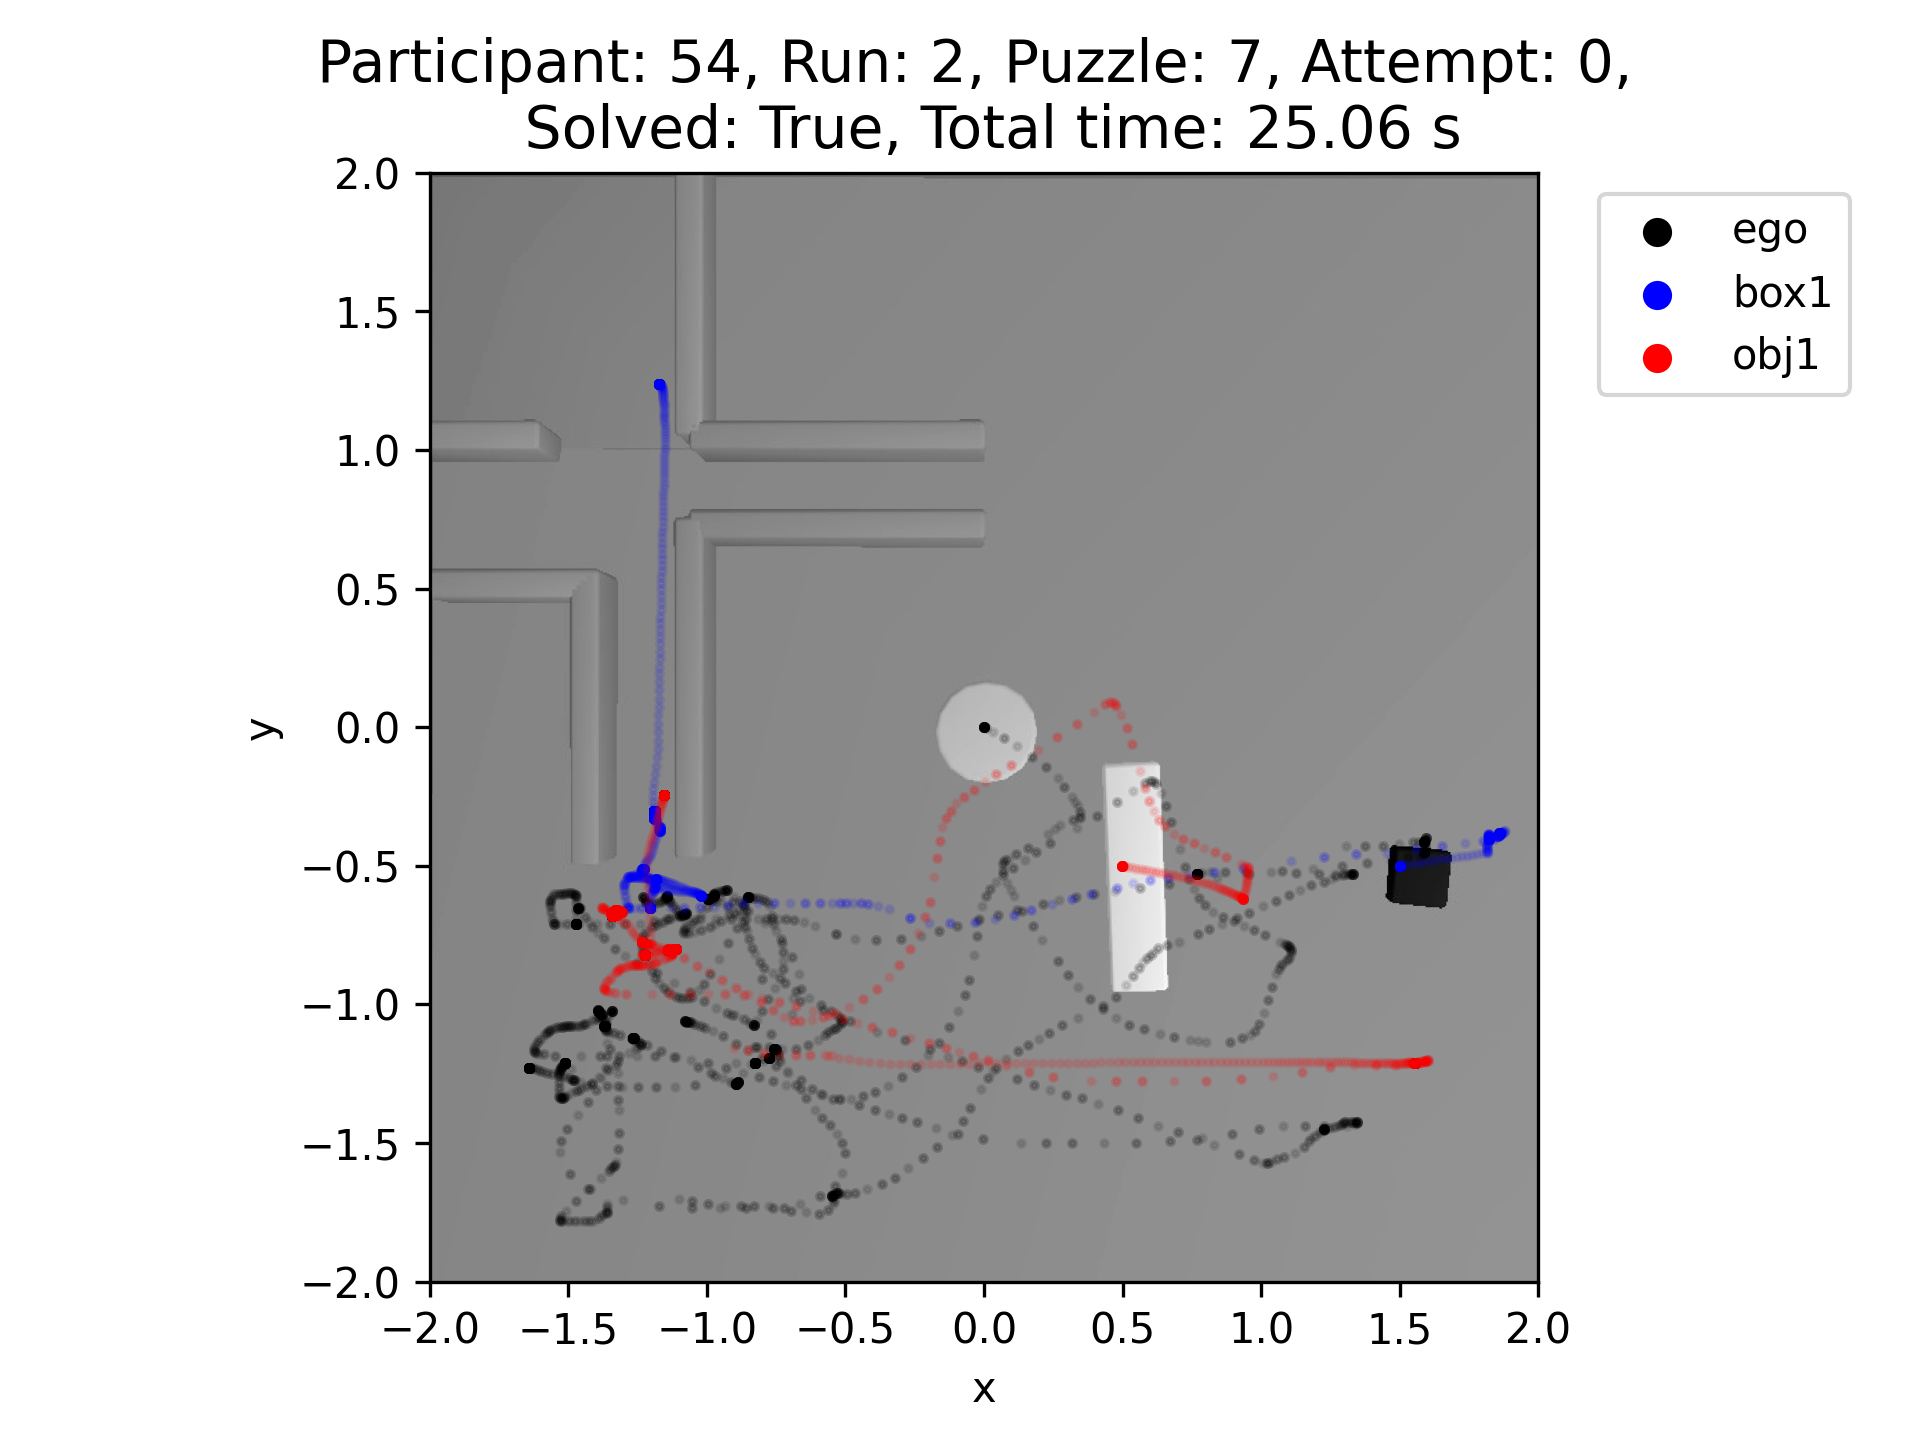 Participant: 54, Run: 2, Puzzle: 7, Attempt: 0,
Solved: True, Total time: 25.06 s
ego
box1
obj1
2.0
1.5
1.0
0.5
0.0
−0.5
−1.0
−1.5
−2.0
y
−2.0 −1.5 −1.0 −0.5 0.0 0.5 1.0 1.5 2.0
x